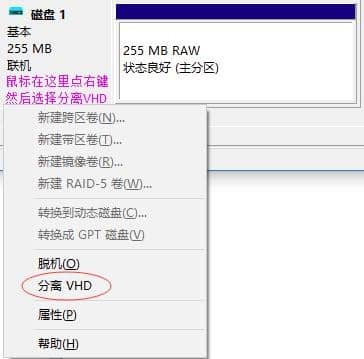 磁盘 1
基本
255 MB
联机
鼠标在这里点右键
然后选择分离VHD
255 MB RAW
状态良好 (主分区)
新建跨区卷(N)...
新建带区卷(T)...
新建镜像卷(R)...
新建 RAID-5 卷(W)...
转换到动态磁盘(C)...
转换成 GPT 磁盘(V)
脱机(O)
分离 VHD
属性(P)
帮助(H)